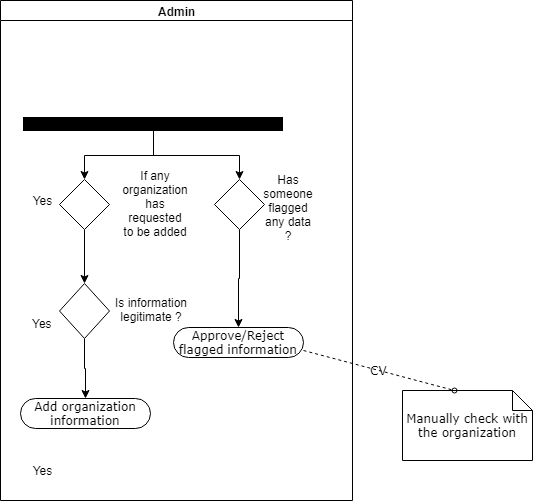 Admin
If any
organization
has
requested
to be added
Yes
Has
someone
flagged
any data
?
Is information
legitimate ?
Yes
Approve/Reject
flagged information
CV
Add organization
information
Manually check with
the organization
Yes